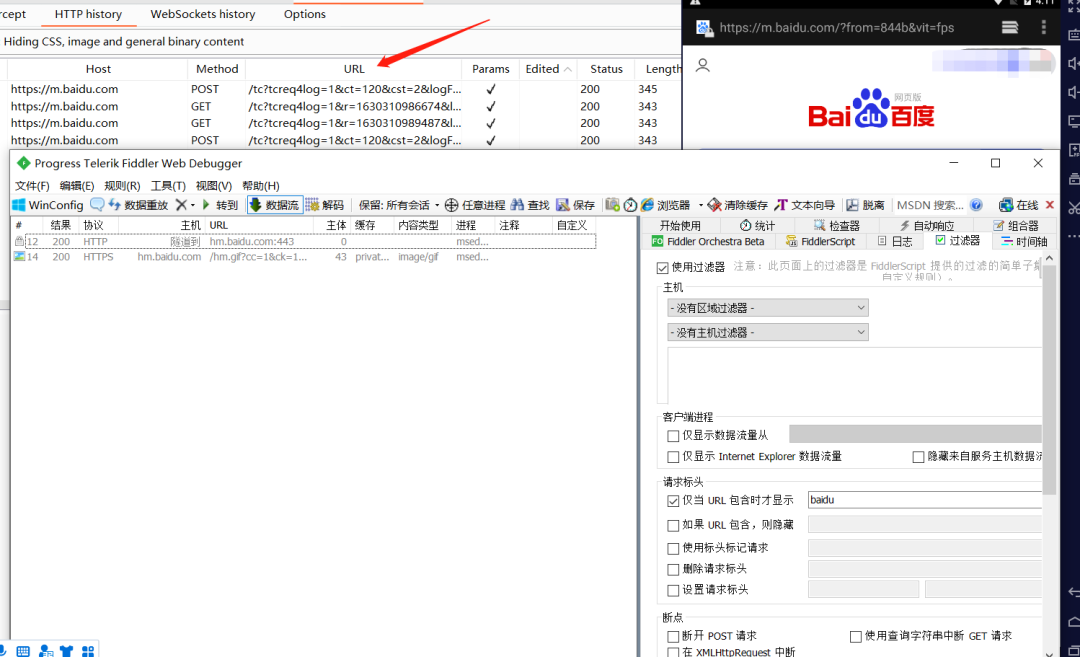 rcept HTTP history WebSockets history Options
Hiding CSS, image and general binary content
Host Method URL Params Edited Status Length
https://m.baidu.com POST /tc?tcreq4log=1&ct=120&cst=2&logF... ✓ 200 345
https://m.baidu.com GET /tc?tcreq4log=1&r=1630310986674&l... ✓ 200 343
https://m.baidu.com GET /tc?tcreq4log=1&r=1630310989487&l... ✓ 200 343
https://m.baidu.com POST /tc?tcreq4log=1&ct=120&cst=2&logF... ✓ 200 343
4:11
https://m.baidu.com/?from=844b&vit=fps
网页版
Bai du 百度
Progress Telerik Fiddler Web Debugger
文件(F) 编辑(E) 规则(R) 工具(T) 视图(V) 帮助(H)
WinConfig 数据重放 转到 数据流 解码 保留: 所有会话 任意进程 查找 保存 浏览器 清除缓存 文本向导 脱离 MSDN 搜索... 在线
# 结果 协议 主机 URL 主体 缓存 内容类型 进程 注释 自定义
12 200 HTTP 隧道到 hm.baidu.com:443 0 msed...
14 200 HTTPS hm.baidu.com /hm.gif?cc=1&ck=1... 43 privat... image/gif msed...
开始使用 统计 检查器 自动响应 组合器
FO Fiddler Orchestra Beta FiddlerScript 日志 过滤器 时间轴
使用过滤器 注意: 此页面上的过滤器是 FiddlerScript 提供的过滤的简单子集
自定义规则)。
主机
- 没有区域过滤器 -
- 没有主机过滤器 -
客户端进程
仅显示数据流量从
仅显示 Internet Explorer 数据流量 隐藏来自服务主机数据流
请求标头
仅当 URL 包含时才显示 baidu
如果 URL 包含，则隐藏
使用标头标记请求
删除请求标头
设置请求标头
断点
断开 POST 请求 使用查询字符串中断 GET 请求
在 XMLHttpRequest 中断